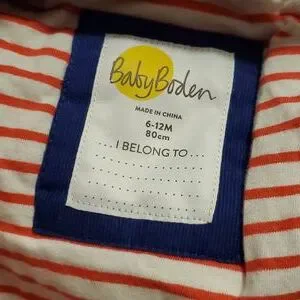 BabyBoden
MADE IN CHINA
6-12M
80cm
...I BELONG TO...